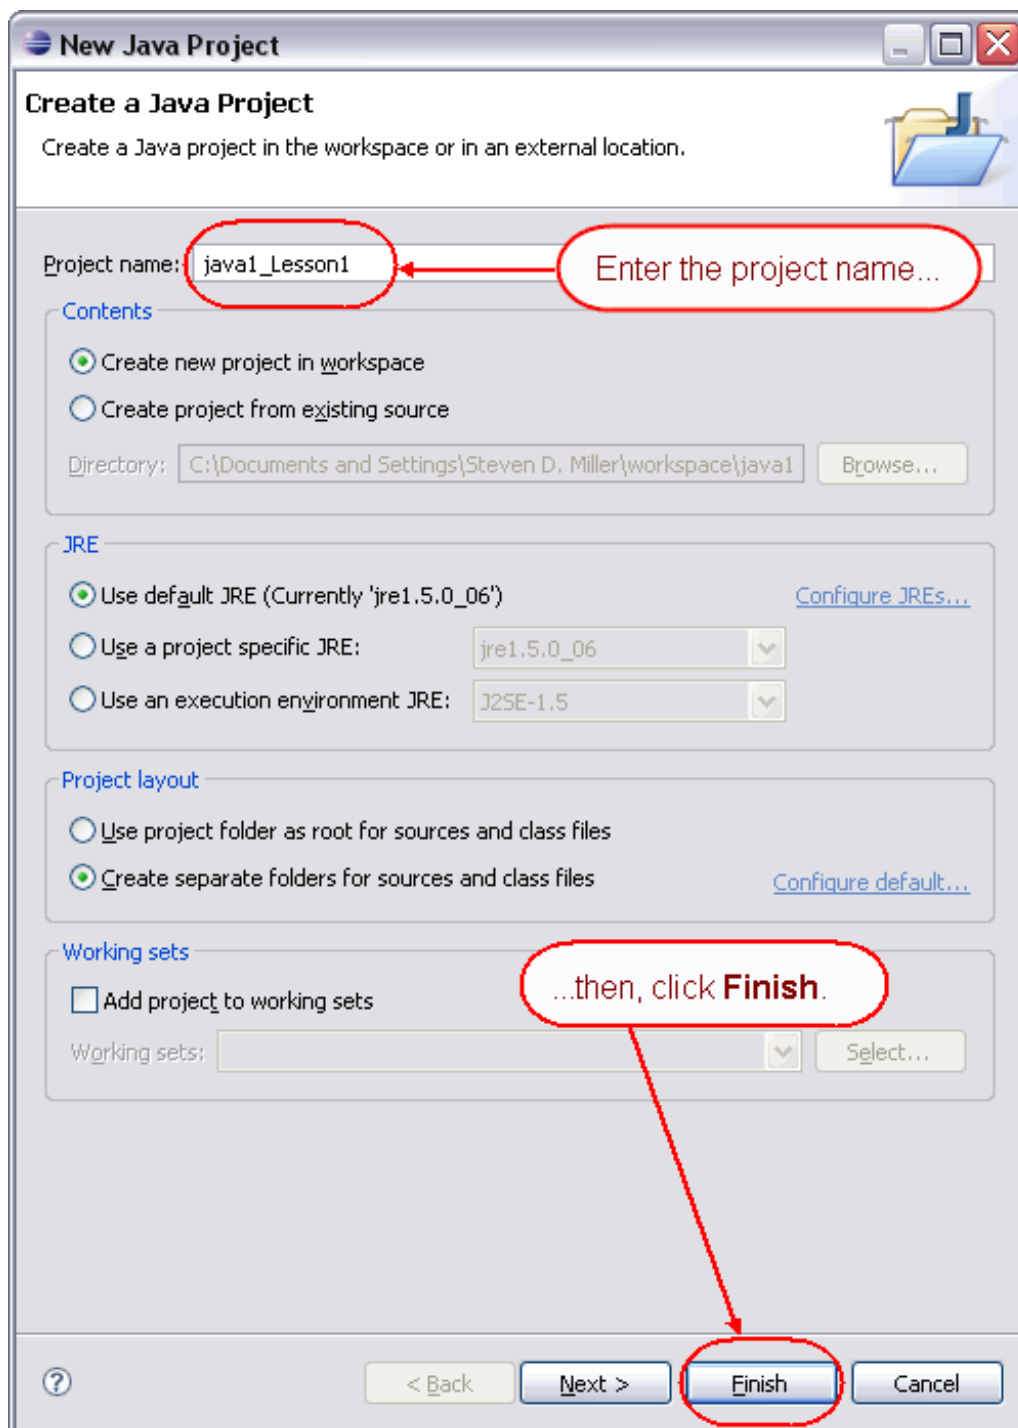 New Java Project
Create a Java Project
Create a Java project in the workspace or in an external location.
Project name: java1_Lesson1
Enter the project name...
Contents
Create new project in workspace
Create project from existing source
Directory: C:\Documents and Settings\Steven D. Miller\workspace\java1 Browse...
JRE
Use default JRE (Currently 'jre1.5.0_06') Configure JREs...
Use a project specific JRE: jre1.5.0_06
Use an execution environment JRE: J2SE-1.5
Project layout
Use project folder as root for sources and class files
Create separate folders for sources and class files Configure default...
Working sets
Add project to working sets
...then, click Finish.
Working sets: Select...
? < Back Next > Finish Cancel